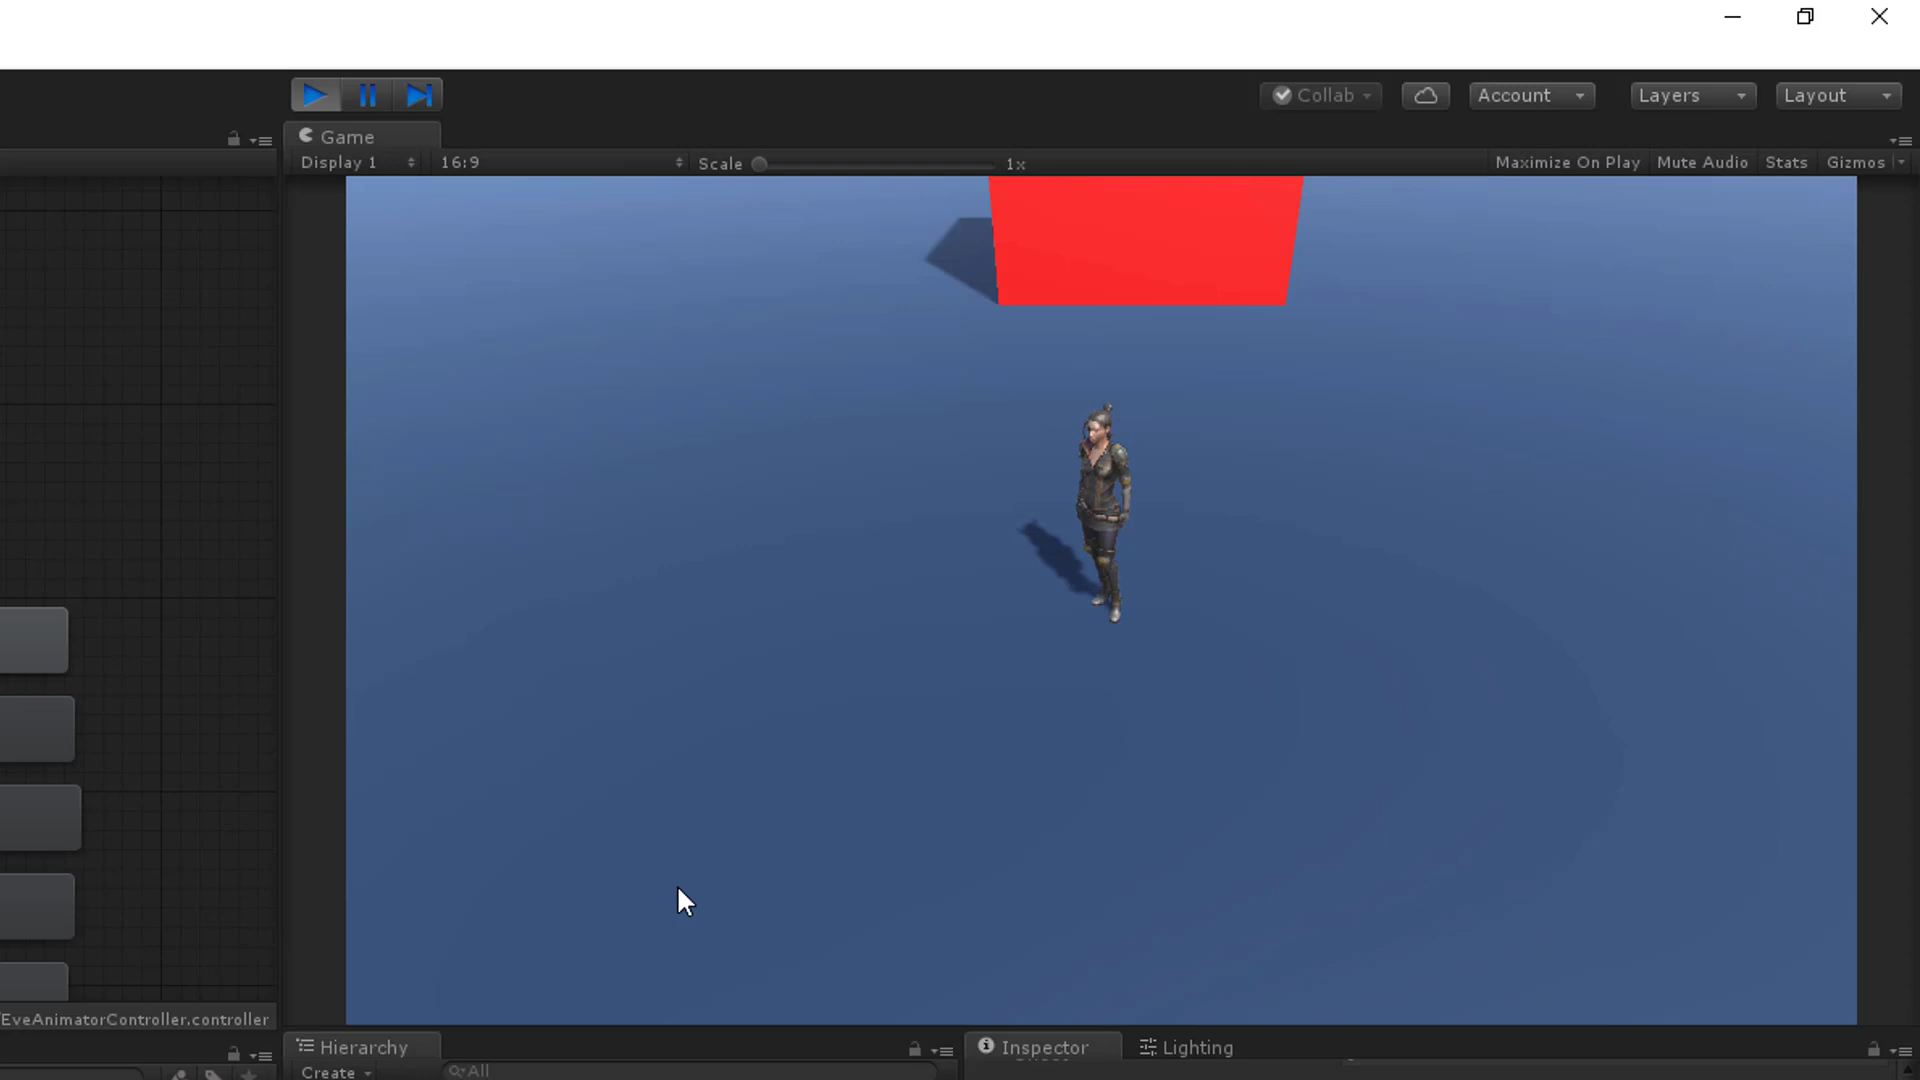 Collab
Account
Layers
Layout
Game
Display 1
16:9
Scale
1x
Maximize On Play
Mute Audio
Stats
Gizmos
EveAnimatorController.controller
Hierarchy
Inspector
Lighting
Create
All